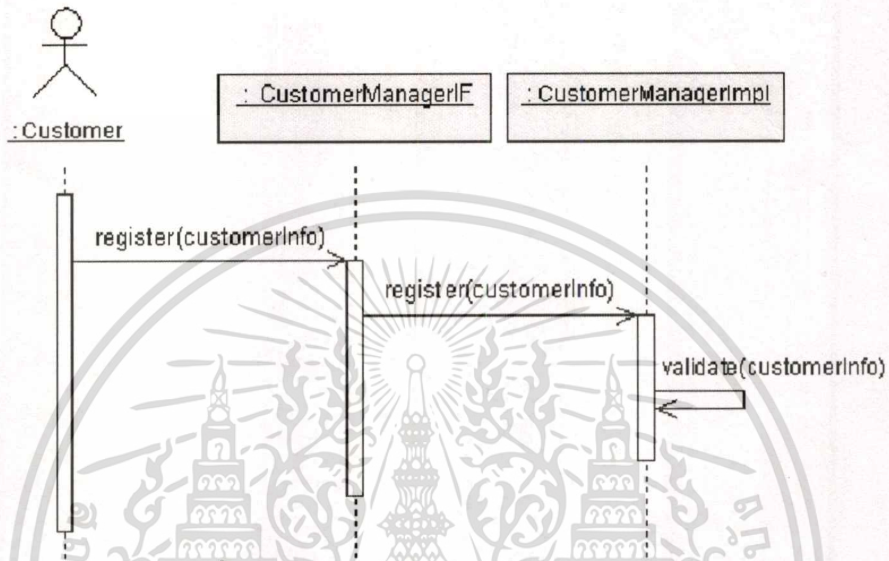 : CustomerManagerIF
: CustomerManagerImpl
: Customer
register(customerInfo)
register(customerInfo)
validate(customerInfo)